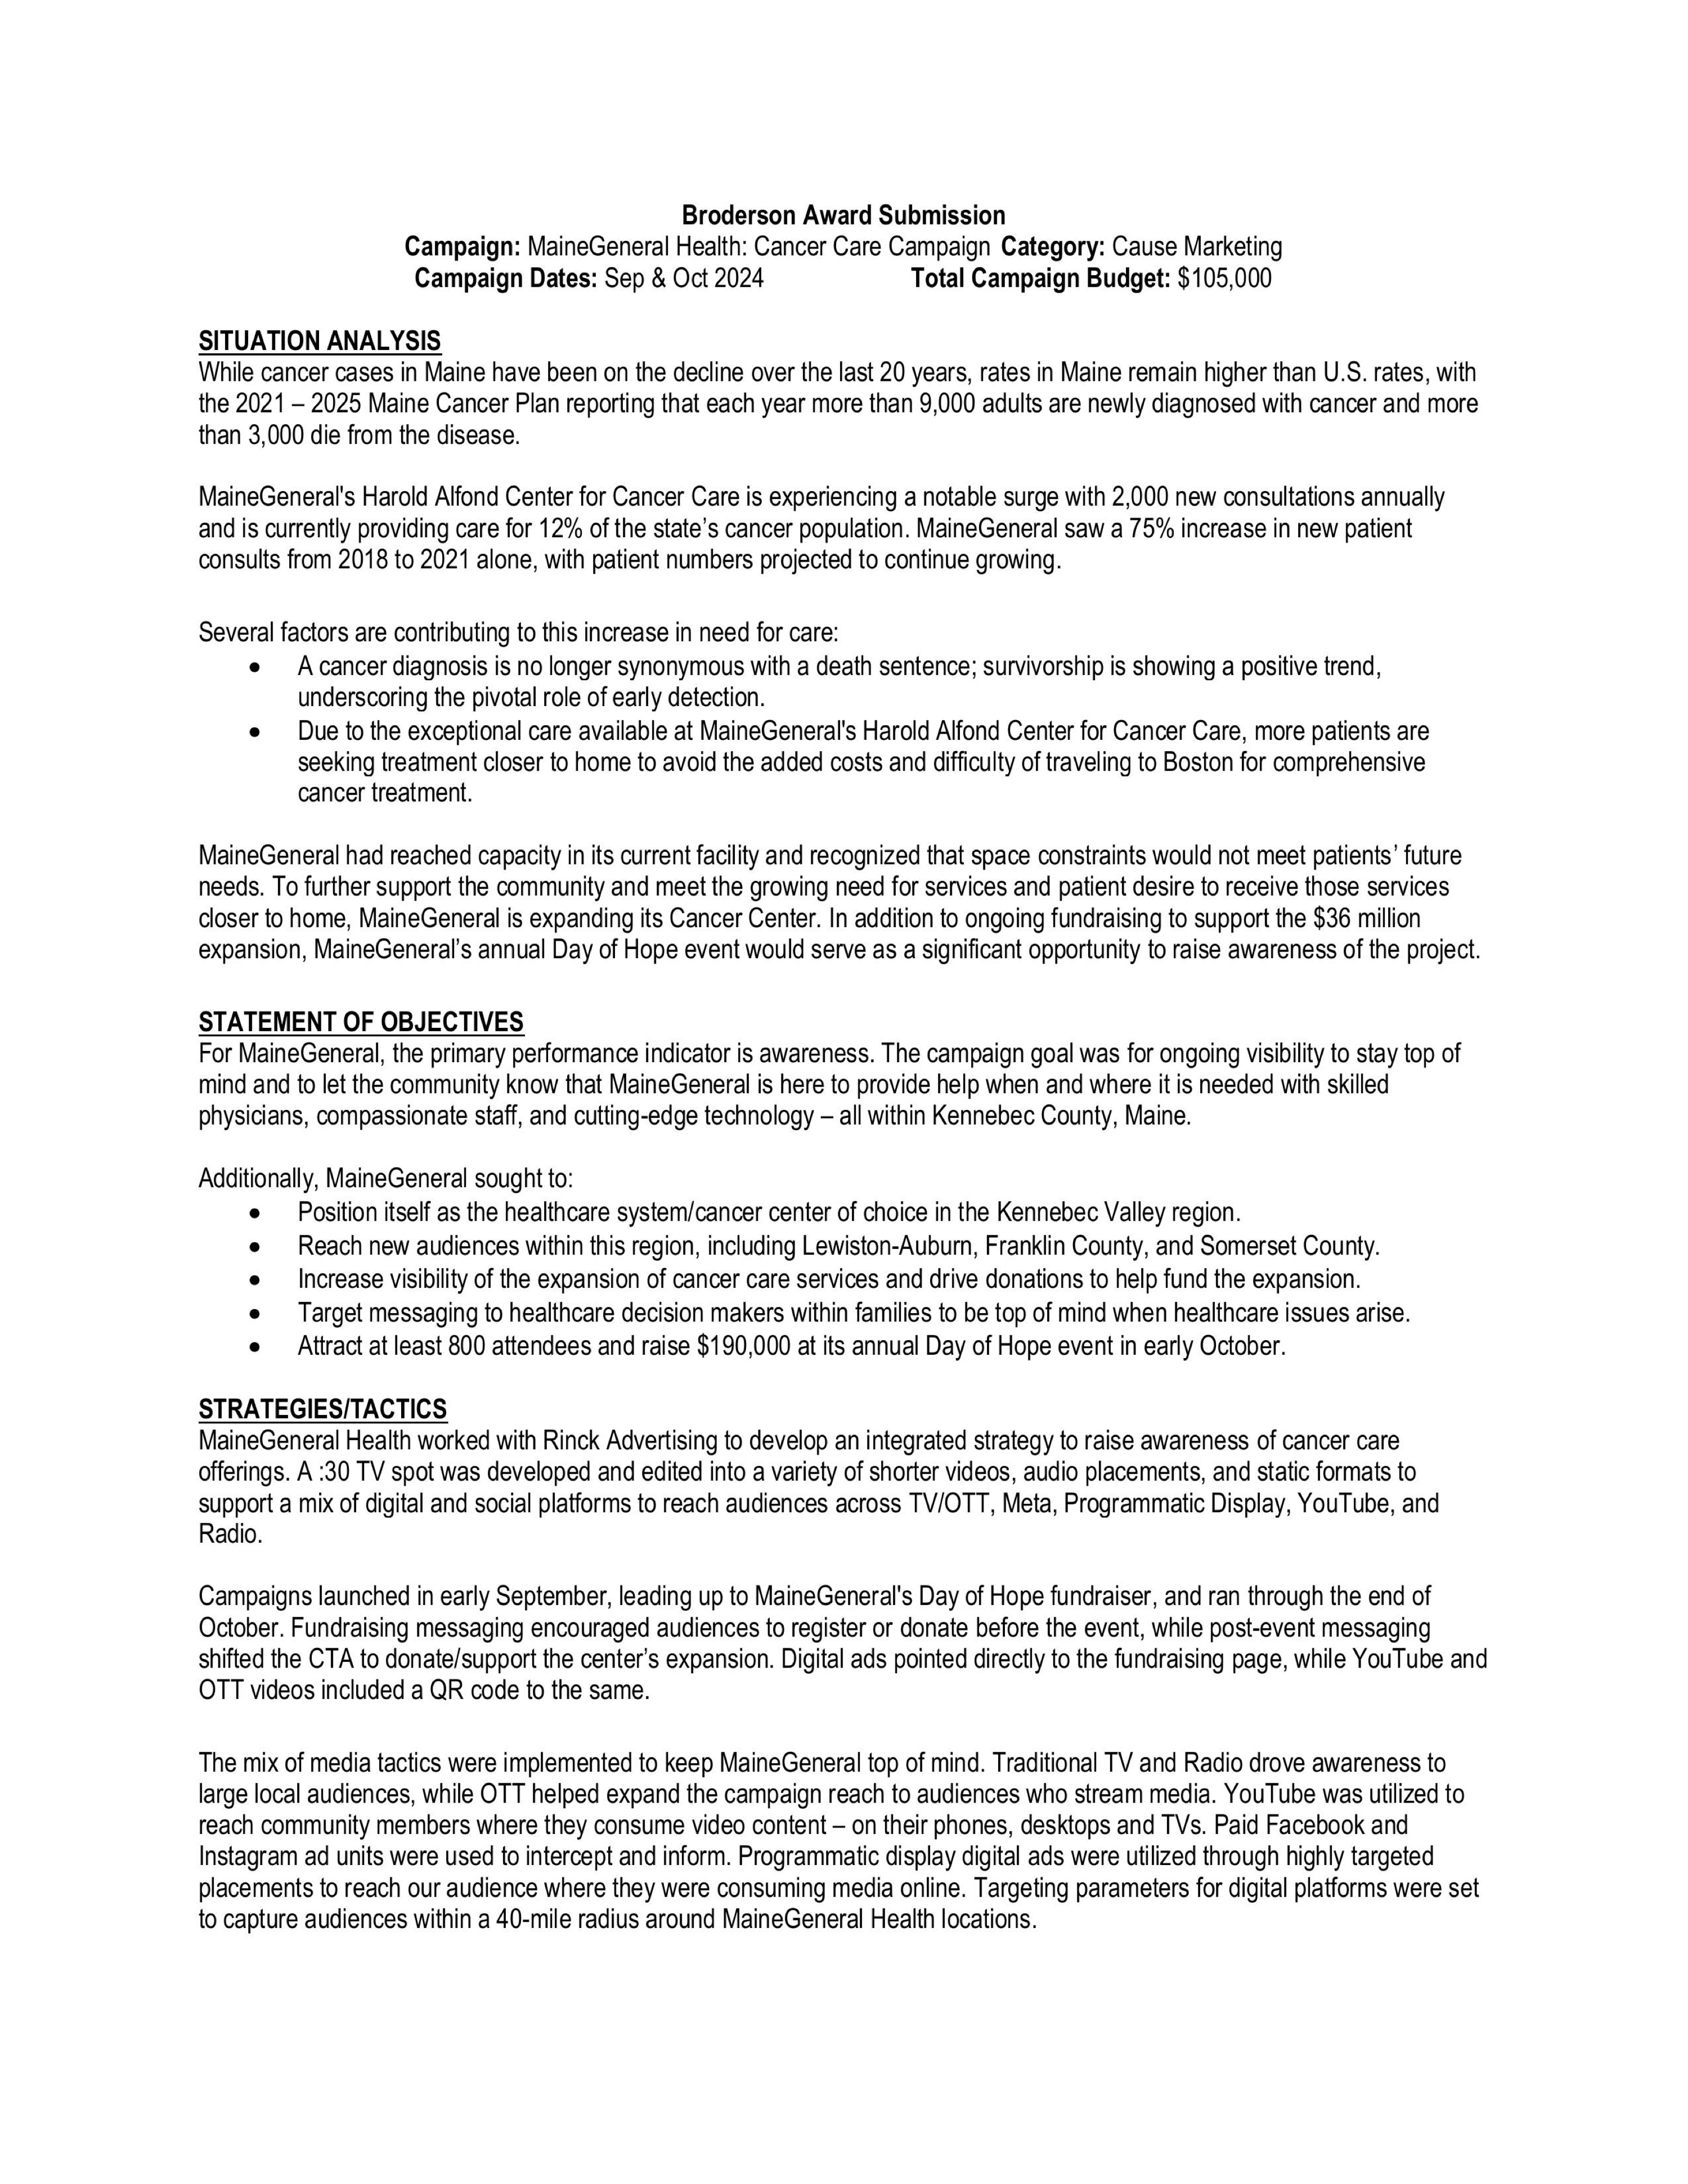 Broderson Award Submission
Campaign: MaineGeneral Health: Cancer Care Campaign Category: Cause Marketing
Campaign Dates: Sep & Oct 2024 Total Campaign Budget: $105,000
SITUATION ANALYSIS
While cancer cases in Maine have been on the decline over the last 20 years, rates in Maine remain higher than U.S. rates, with
the 2021 – 2025 Maine Cancer Plan reporting that each year more than 9,000 adults are newly diagnosed with cancer and more
than 3,000 die from the disease.
MaineGeneral's Harold Alfond Center for Cancer Care is experiencing a notable surge with 2,000 new consultations annually
and is currently providing care for 12% of the state’s cancer population. MaineGeneral saw a 75% increase in new patient
consults from 2018 to 2021 alone, with patient numbers projected to continue growing.
Several factors are contributing to this increase in need for care:
• A cancer diagnosis is no longer synonymous with a death sentence; survivorship is showing a positive trend,
underscoring the pivotal role of early detection.
• Due to the exceptional care available at MaineGeneral's Harold Alfond Center for Cancer Care, more patients are
seeking treatment closer to home to avoid the added costs and difficulty of traveling to Boston for comprehensive
cancer treatment.
MaineGeneral had reached capacity in its current facility and recognized that space constraints would not meet patients’ future
needs. To further support the community and meet the growing need for services and patient desire to receive those services
closer to home, MaineGeneral is expanding its Cancer Center. In addition to ongoing fundraising to support the $36 million
expansion, MaineGeneral’s annual Day of Hope event would serve as a significant opportunity to raise awareness of the project.
STATEMENT OF OBJECTIVES
For MaineGeneral, the primary performance indicator is awareness. The campaign goal was for ongoing visibility to stay top of
mind and to let the community know that MaineGeneral is here to provide help when and where it is needed with skilled
physicians, compassionate staff, and cutting-edge technology – all within Kennebec County, Maine.
Additionally, MaineGeneral sought to:
• Position itself as the healthcare system/cancer center of choice in the Kennebec Valley region.
• Reach new audiences within this region, including Lewiston-Auburn, Franklin County, and Somerset County.
• Increase visibility of the expansion of cancer care services and drive donations to help fund the expansion.
• Target messaging to healthcare decision makers within families to be top of mind when healthcare issues arise.
• Attract at least 800 attendees and raise $190,000 at its annual Day of Hope event in early October.
STRATEGIES/TACTICS
MaineGeneral Health worked with Rinck Advertising to develop an integrated strategy to raise awareness of cancer care
offerings. A :30 TV spot was developed and edited into a variety of shorter videos, audio placements, and static formats to
support a mix of digital and social platforms to reach audiences across TV/OTT, Meta, Programmatic Display, YouTube, and
Radio.
Campaigns launched in early September, leading up to MaineGeneral's Day of Hope fundraiser, and ran through the end of
October. Fundraising messaging encouraged audiences to register or donate before the event, while post-event messaging
shifted the CTA to donate/support the center’s expansion. Digital ads pointed directly to the fundraising page, while YouTube and
OTT videos included a QR code to the same.
The mix of media tactics were implemented to keep MaineGeneral top of mind. Traditional TV and Radio drove awareness to
large local audiences, while OTT helped expand the campaign reach to audiences who stream media. YouTube was utilized to
reach community members where they consume video content – on their phones, desktops and TVs. Paid Facebook and
Instagram ad units were used to intercept and inform. Programmatic display digital ads were utilized through highly targeted
placements to reach our audience where they were consuming media online. Targeting parameters for digital platforms were set
to capture audiences within a 40-mile radius around MaineGeneral Health locations.